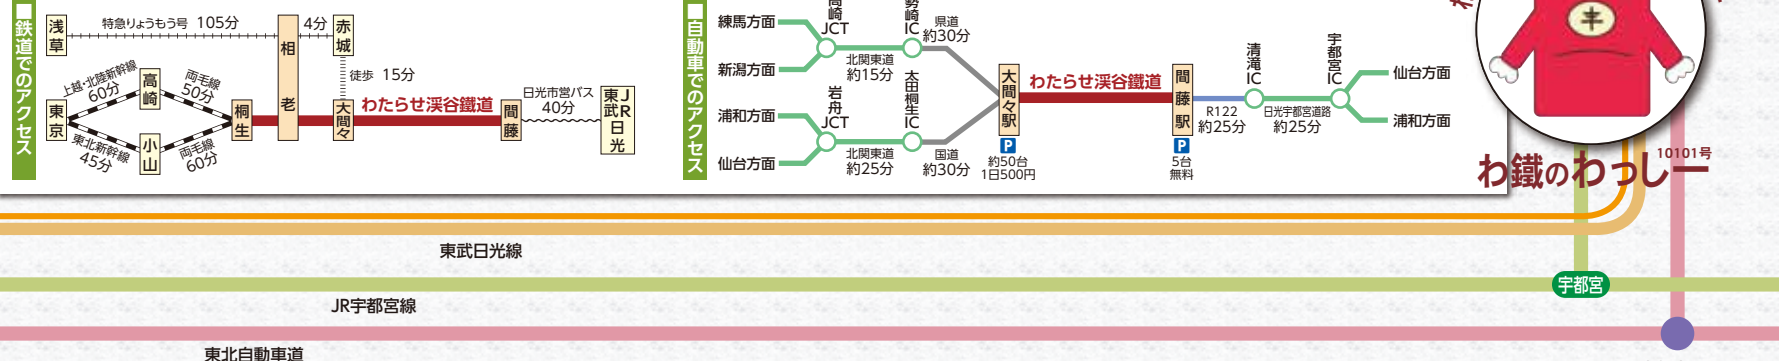 ■鉄道でのアクセス
浅草
特急りょうもう号 105分
相老
4分
赤城
徒歩 15分
東京
上越・北陸新幹線
60分
高崎
両毛線
50分
東北新幹線
45分
小山
両毛線
60分
桐生
大間々
わたらせ渓谷鐵道
間藤
日光市営バス
40分
東武日光
JR
■自動車でのアクセス
練馬方面
新潟方面
高崎JCT
北関東道
約15分
勢崎IC
県道
約30分
浦和方面
仙台方面
岩舟JCT
北関東道
約25分
太田桐生IC
国道
約30分
大間々駅
P
約50台
1日500円
わたらせ渓谷鐵道
間藤駅
P
5台
無料
R122
約25分
清滝IC
日光宇都宮道路
約25分
宇都宮IC
仙台方面
浦和方面
わ鐵のわっしー
10101号
東武日光線
JR宇都宮線
宇都宮
東北自動車道